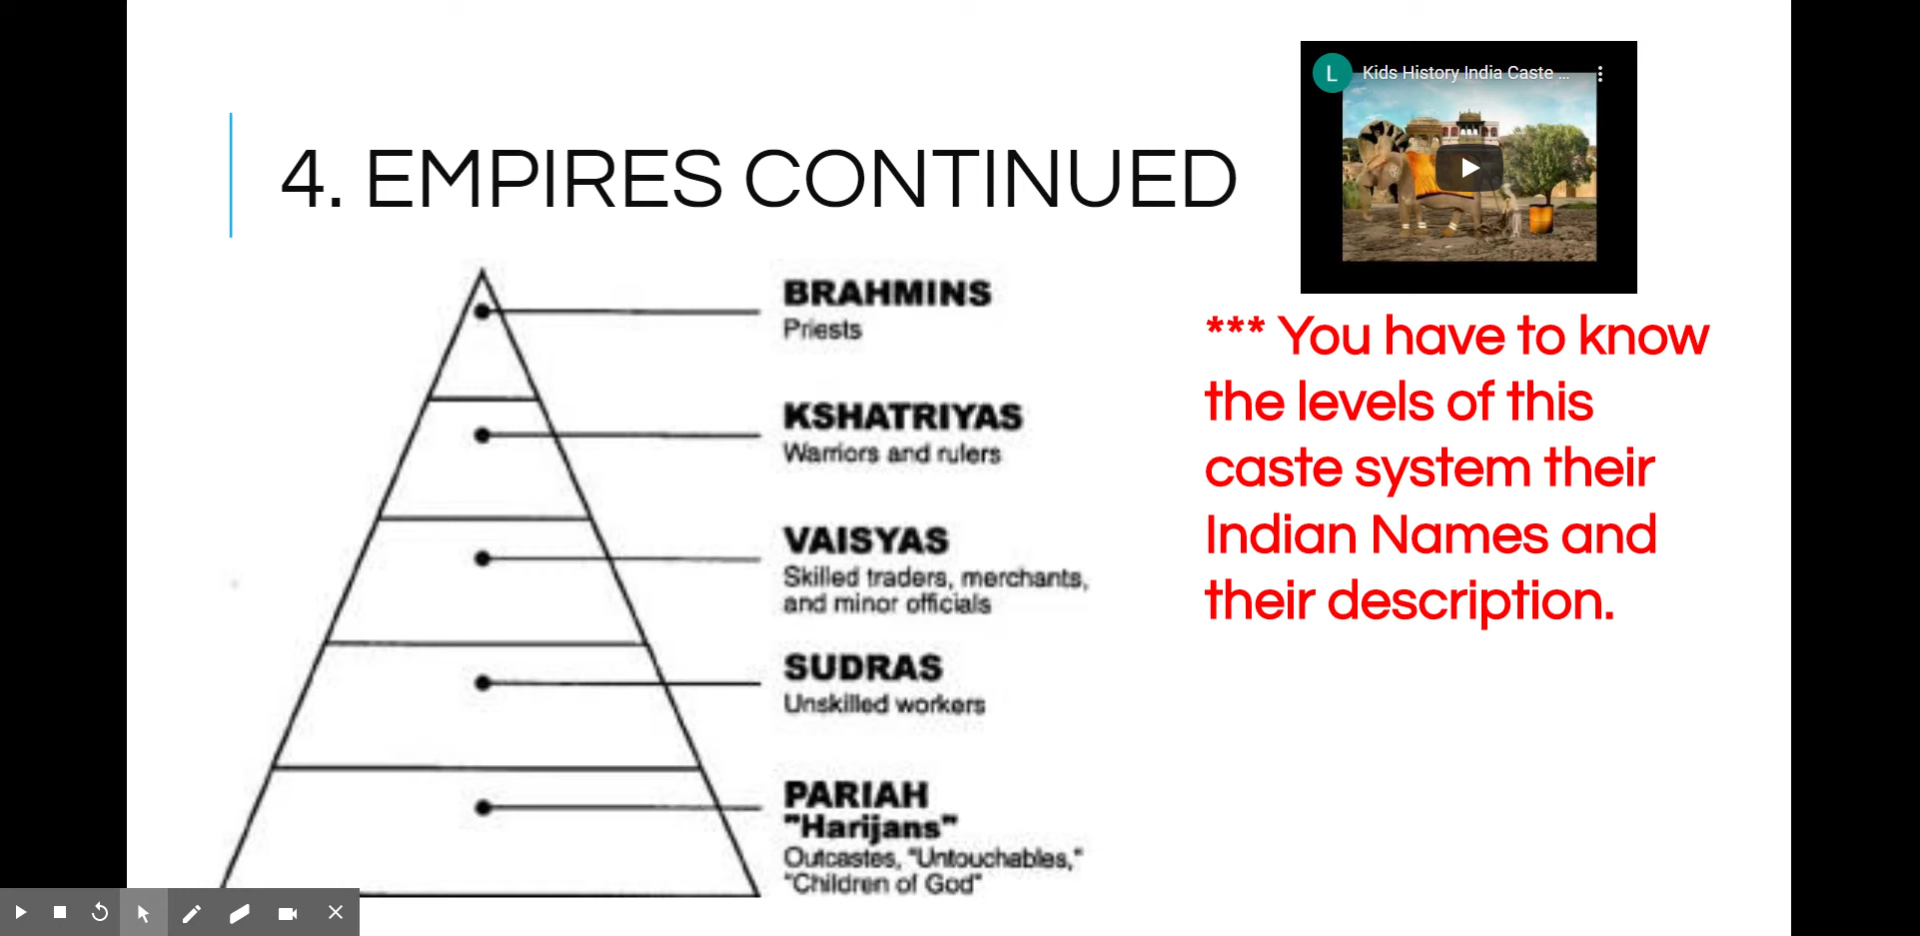 4. EMPIRES CONTINUED
L Kids History India Caste ...
BRAHMINS
Priests
KSHATRIYAS
Warriors and rulers
VAISYAS
Skilled traders, merchants,
and minor officials
SUDRAS
Unskilled workers
PARIAH
"Harijans"
Outcastes, "Untouchables,"
"Children of God"
*** You have to know
the levels of this
caste system their
Indian Names and
their description.